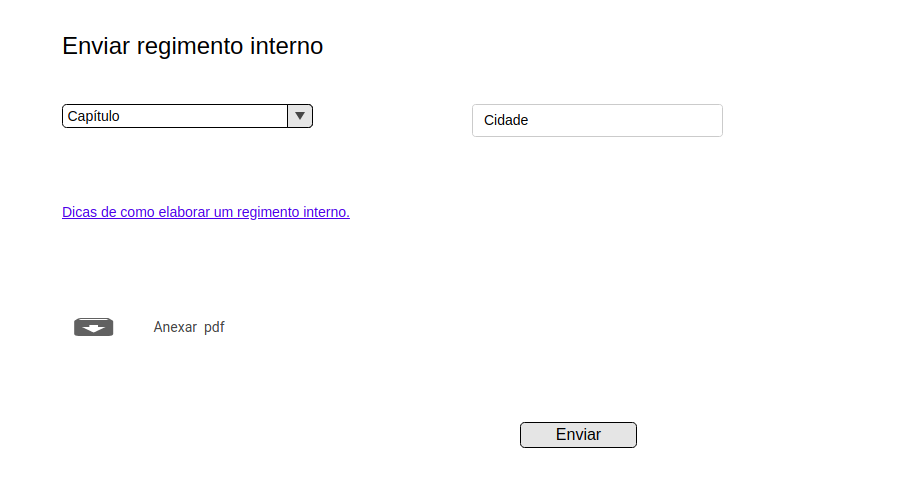 Enviar regimento interno
Capítulo
Cidade
Dicas de como elaborar um regimento interno.
Anexar pdf
Enviar